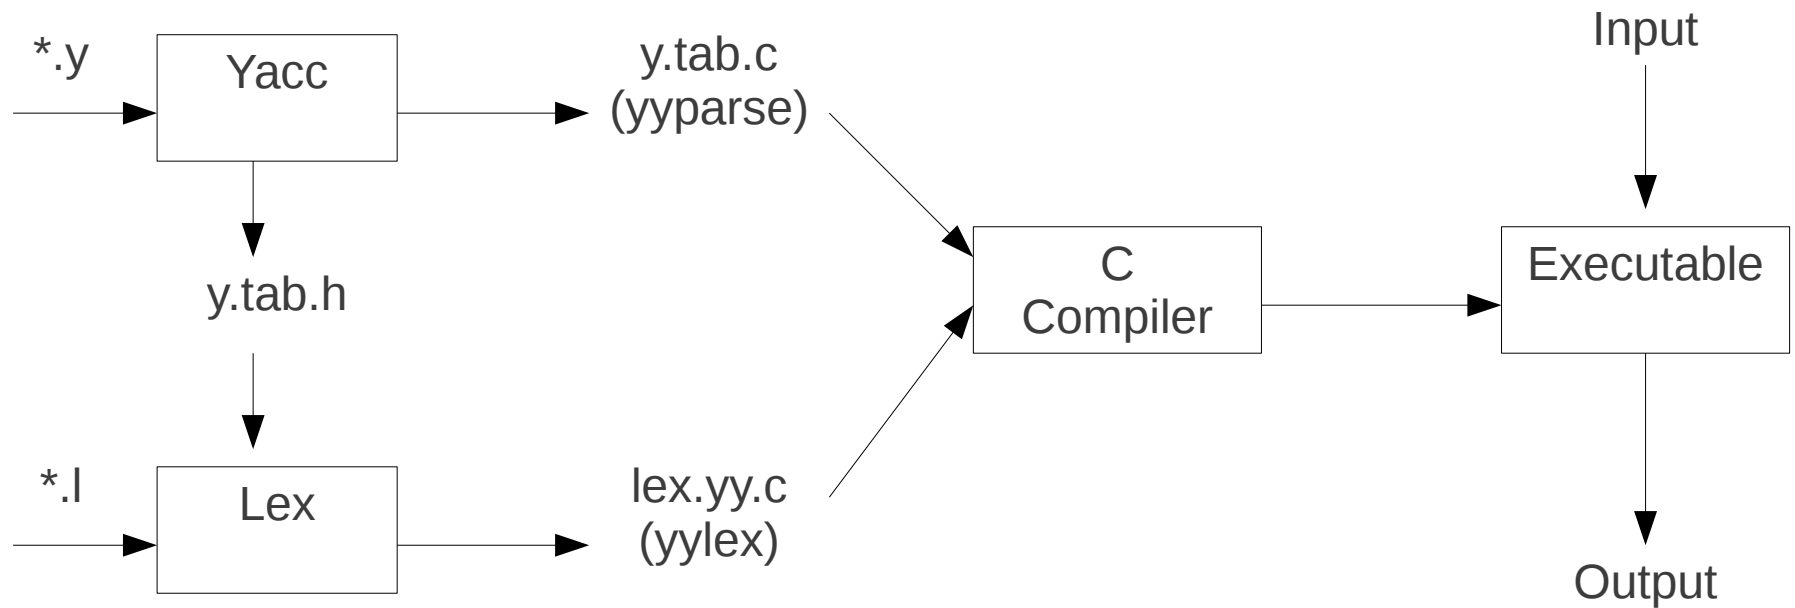 *.y
Yacc
y.tab.c
(yyparse)
Input
y.tab.h
C
Compiler
Executable
*.l
Lex
lex.yy.c
(yylex)
Output